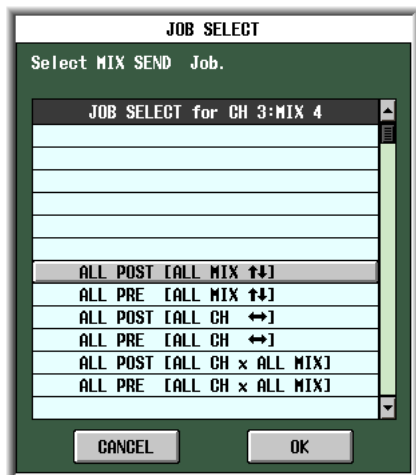 JOB SELECT
Select MIX SEND Job.
JOB SELECT for CH 3:MIX 4
ALL POST [ALL MIX ⬆⬇]
ALL PRE [ALL MIX ⬆⬇]
ALL POST [ALL CH ↔]
ALL PRE [ALL CH ↔]
ALL POST [ALL CH x ALL MIX]
ALL PRE [ALL CH x ALL MIX]
CANCEL OK